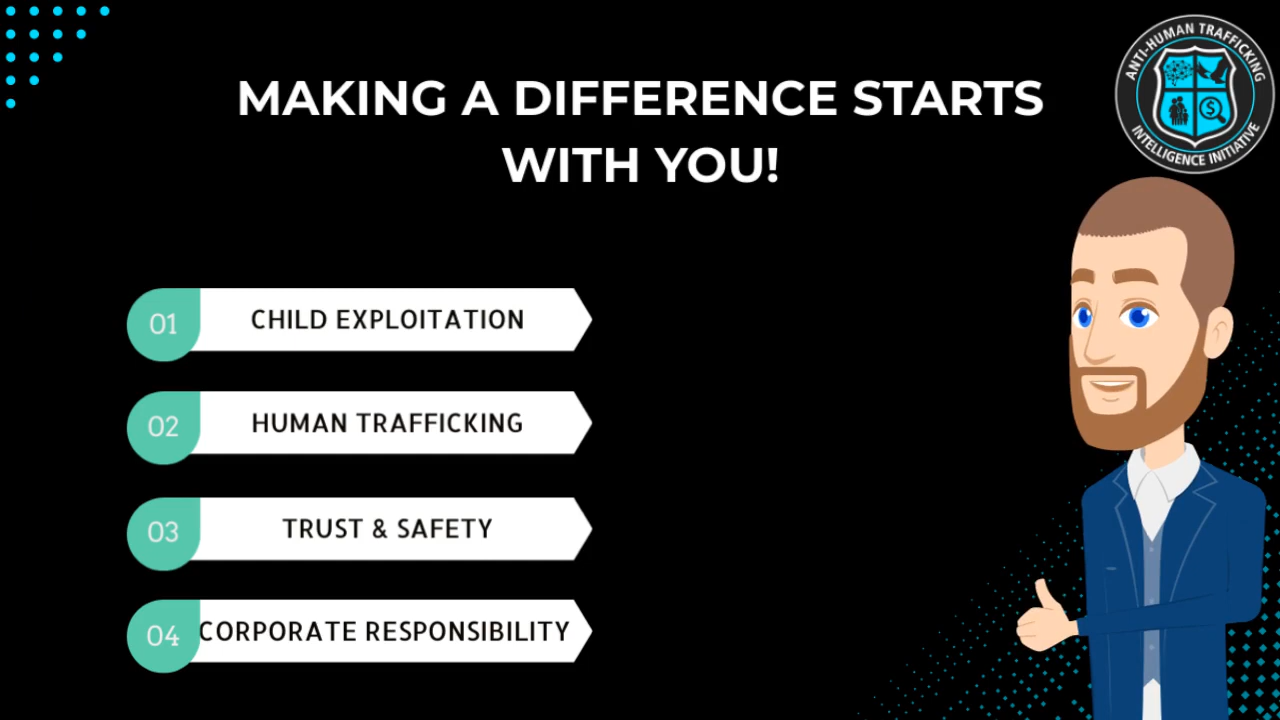 MAKING A DIFFERENCE STARTS
WITH YOU!
ANTI-HUMAN TRAFFICKING
INTELLIGENCE INITIATIVE
$
01 CHILD EXPLOITATION
02 HUMAN TRAFFICKING
03 TRUST & SAFETY
04 CORPORATE RESPONSIBILITY